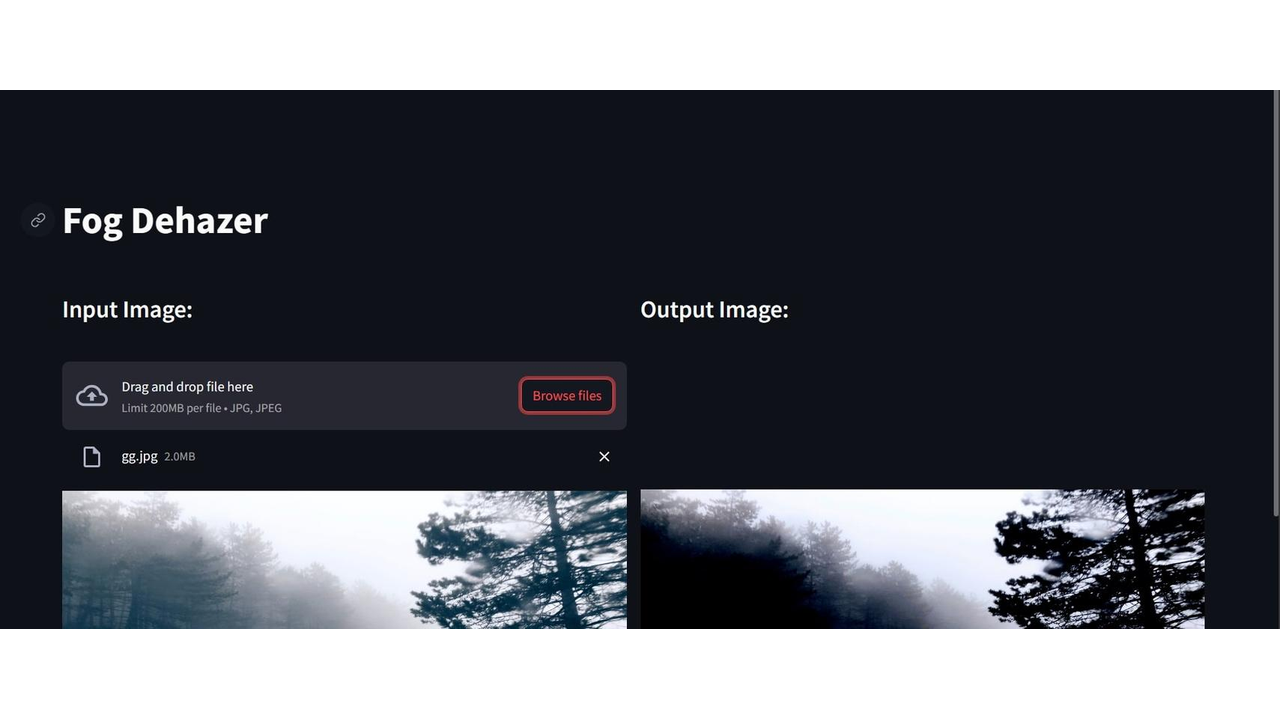 Fog Dehazer
Input Image:
Output Image:
Drag and drop file here
Limit 200MB per file • JPG, JPEG
Browse files
gg.jpg 2.0MB